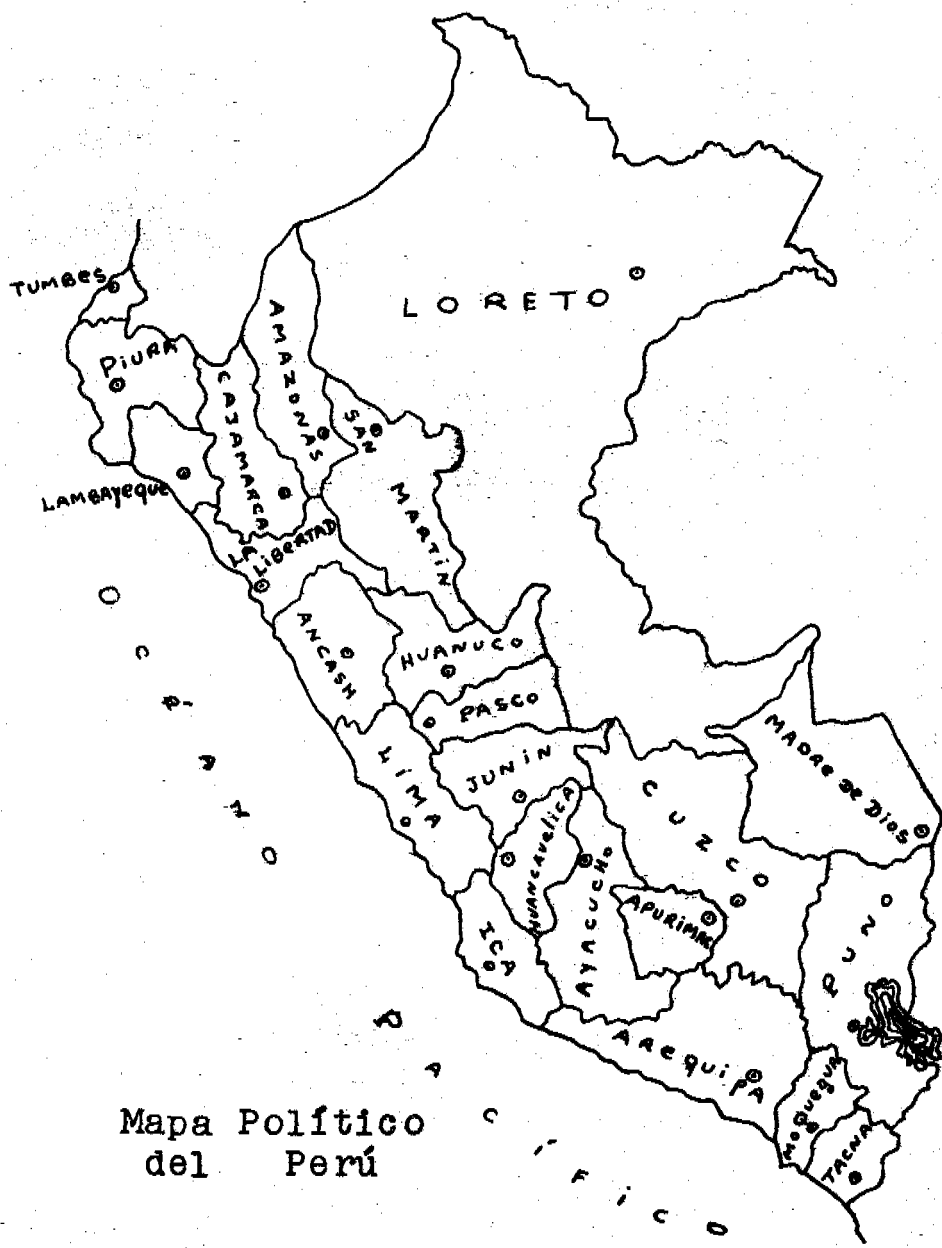 TUMBES
PIURA
LAMBAYEQUE
CAJAMARCA
AMAZONAS
LORETO
SAN
MARTIN
LA
LIBERTAD
ANCASH
HUANUCO
PASCO
LIMA
JUNIN
HUANCAVELICA
AYACUCHO
CUZCO
APURIMAC
MADRE DE DIOS
PUNO
ICA
AREQUIPA
MOQUEGUA
TACNA
OCEANO
PACÍFICO
Mapa Político
del Perú